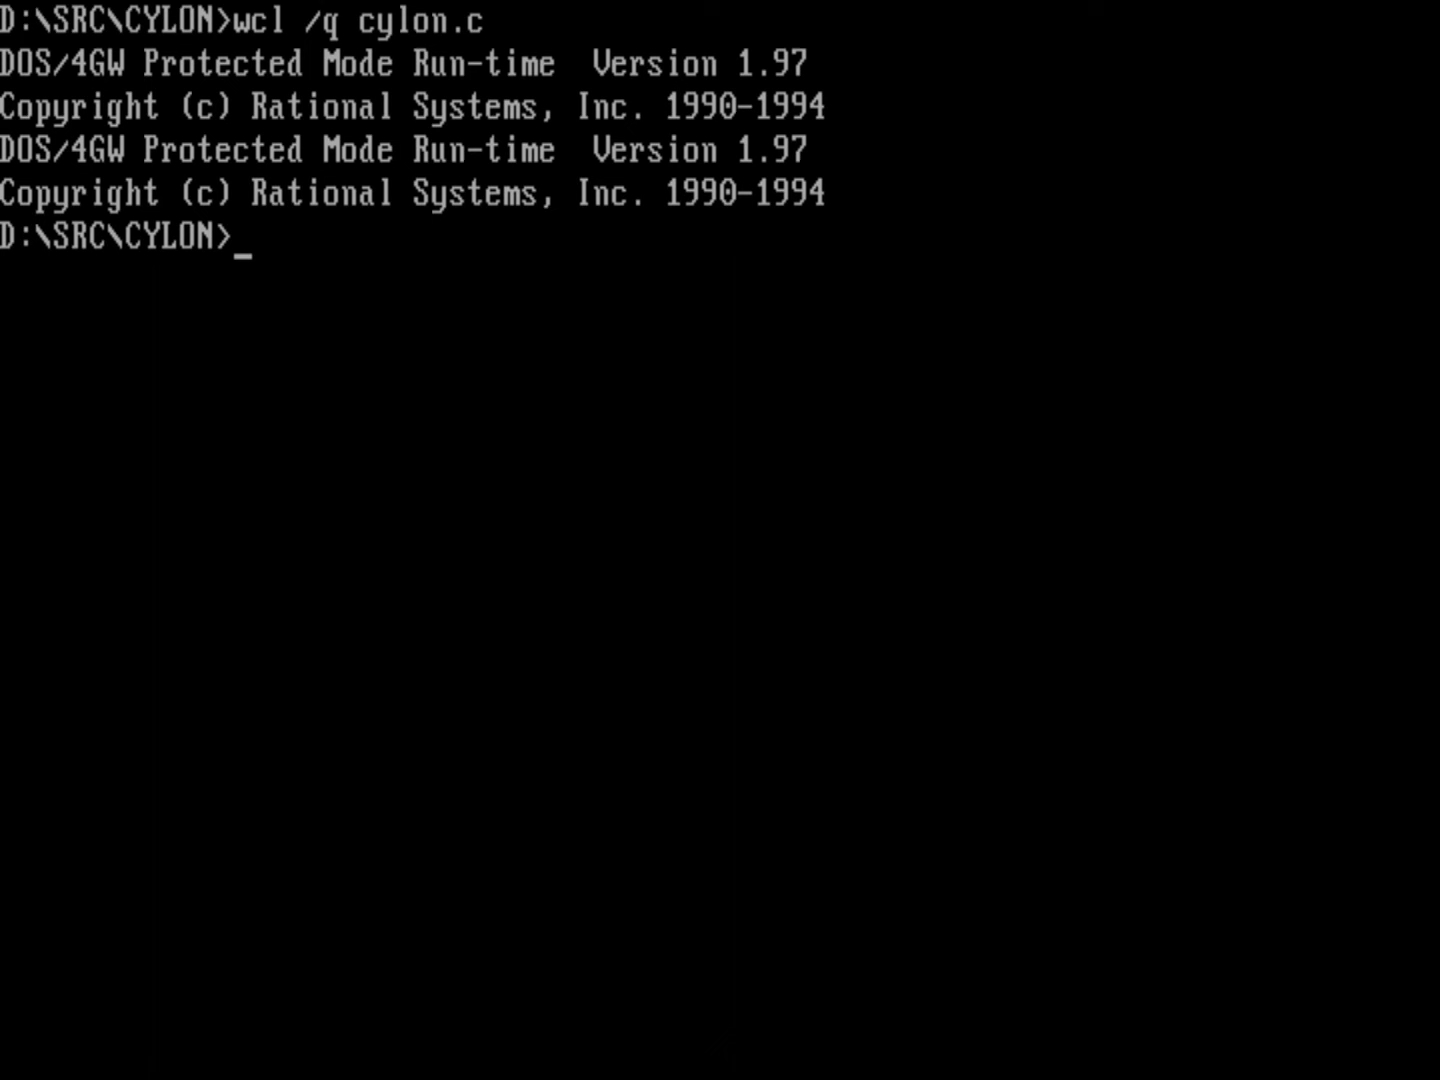 D:\SRC\CYLON>wcl /q cylon.c
DOS/4GW Protected Mode Run-time  Version 1.97
Copyright (c) Rational Systems, Inc. 1990-1994
DOS/4GW Protected Mode Run-time  Version 1.97
Copyright (c) Rational Systems, Inc. 1990-1994
D:\SRC\CYLON>_